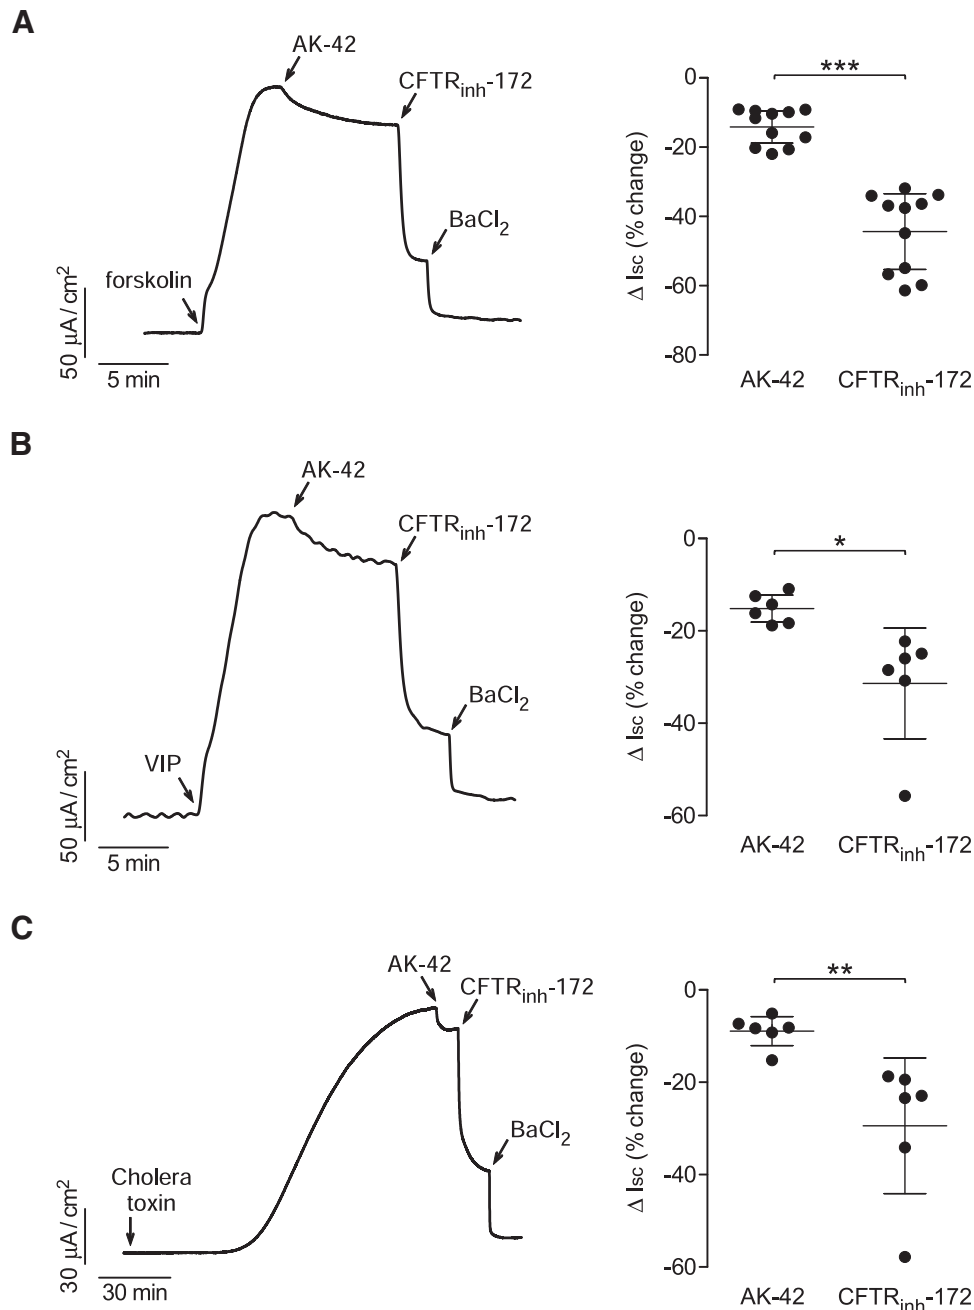 A
AK-42
CFTRinh-172
BaCl2
forskolin
50 µA/cm2
5 min
***
0
-20
-40
-60
-80
Δ Isc (% change)
AK-42 CFTRinh-172
B
AK-42
CFTRinh-172
BaCl2
VIP
50 µA/cm2
5 min
*
0
-20
-40
-60
Δ Isc (% change)
AK-42 CFTRinh-172
C
AK-42
CFTRinh-172
BaCl2
Cholera
toxin
30 µA/cm2
30 min
**
0
-20
-40
-60
Δ Isc (% change)
AK-42 CFTRinh-172